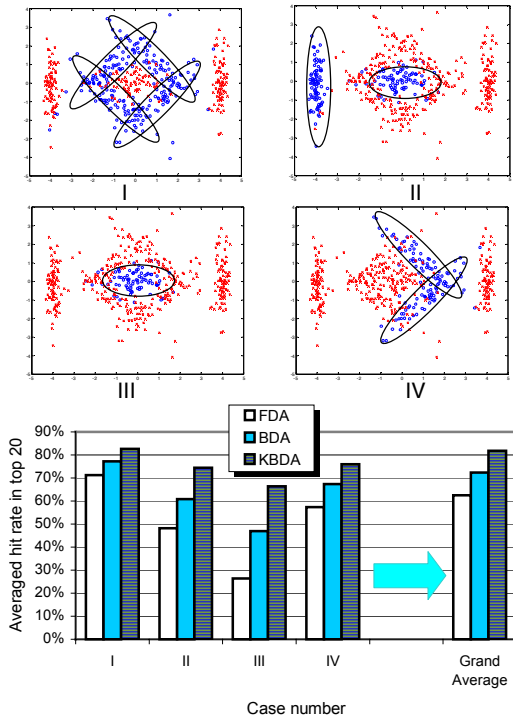 I
II
III
IV
FDA
BDA
KBDA
Averaged hit rate in top 20
90%
80%
70%
60%
50%
40%
30%
20%
10%
0%
I
II
III
IV
Grand
Average
Case number